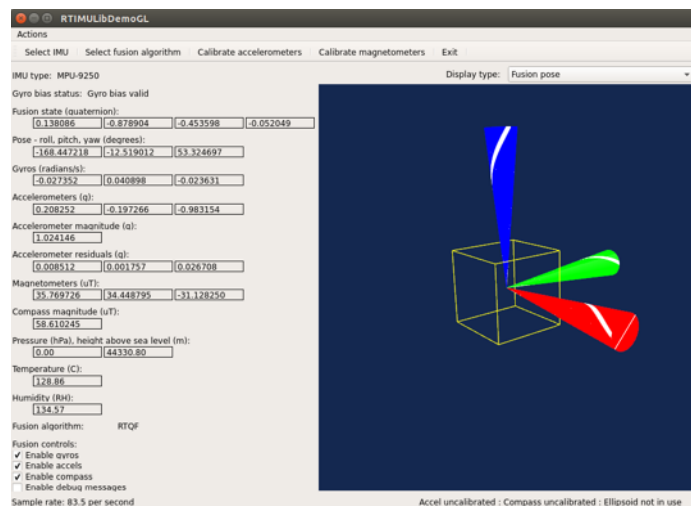 RTIMULibDemoGL
Actions
Select IMU Select fusion algorithm Calibrate accelerometers Calibrate magnetometers Exit
IMU type: MPU-9250
Display type: Fusion pose
Gyro bias status: Gyro bias valid
Fusion state (quaternion):
0.138086 -0.878904 -0.453598 -0.052049
Pose - roll, pitch, yaw (degrees):
-168.447218 -12.519012 53.324697
Gyros (radians/s):
-0.027352 0.040898 -0.023631
Accelerometers (g):
0.208252 -0.197266 -0.983154
Accelerometer magnitude (g):
1.024146
Accelerometer residuals (g):
0.008512 0.001757 0.026708
Magnetometers (uT):
35.769726 34.448795 -31.128250
Compass magnitude (uT):
58.610245
Pressure (hPa), height above sea level (m):
0.00 44330.80
Temperature (C):
128.86
Humidity (RH):
134.57
Fusion algorithm: RTQF
Fusion controls:
Enable gyros
Enable accels
Enable compass
Enable debug messages
Sample rate: 83.5 per second
Accel uncalibrated : Compass uncalibrated : Ellipsoid not in use